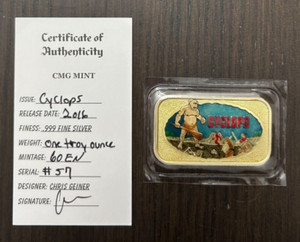 Certificate of
Authenticity
CMG MINT
ISSUE: Cyclops
RELEASE DATE: 2016
FINESS: .999 FINE SILVER
WEIGHT: one troy ounce
MINTAGE: 60 EN
SERIAL: #57
DESIGNER: CHRIS GEINER
SIGNATURE:
CYCLOPS